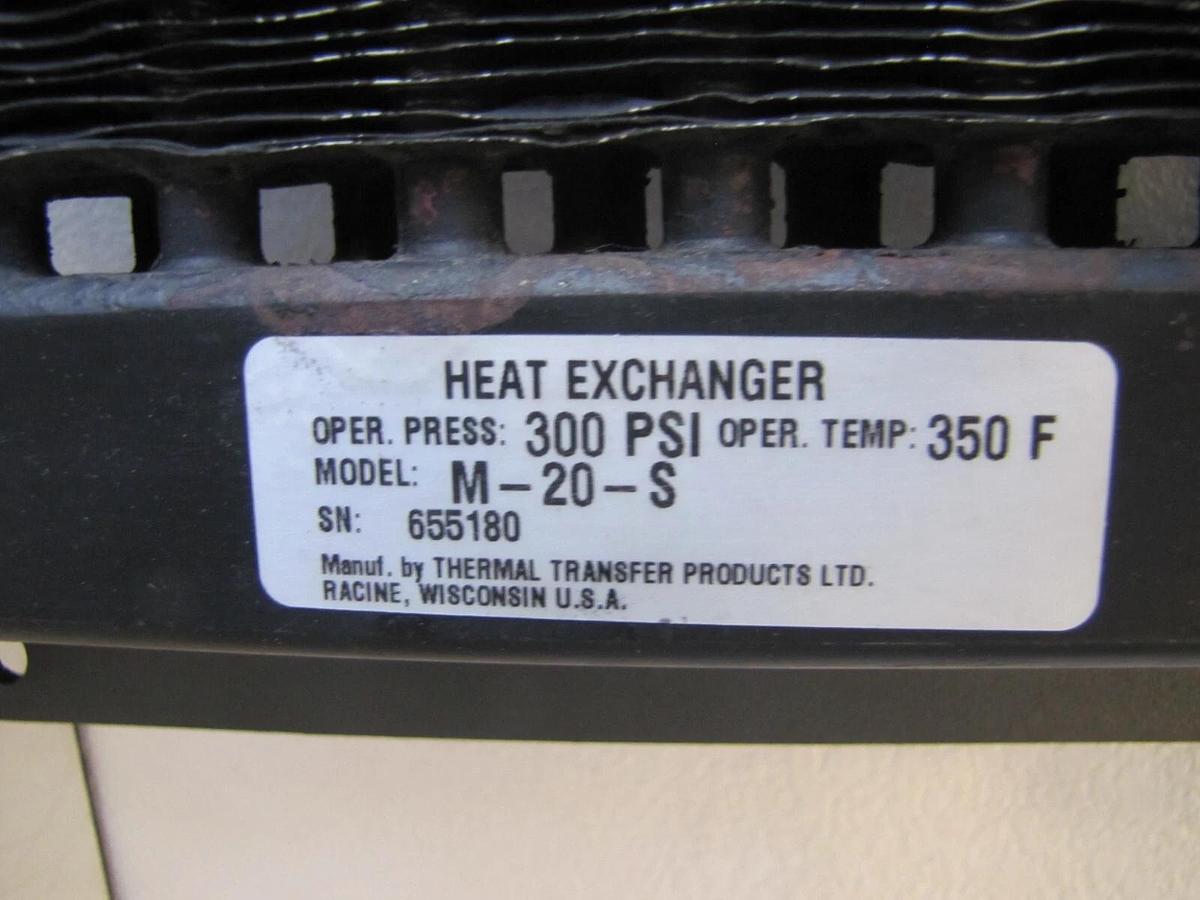 HEAT EXCHANGER
OPER. PRESS: 300 PSI OPER. TEMP: 350 F
MODEL: M-20-S
SN: 655180
Manuf. by THERMAL TRANSFER PRODUCTS LTD.
RACINE, WISCONSIN U.S.A.